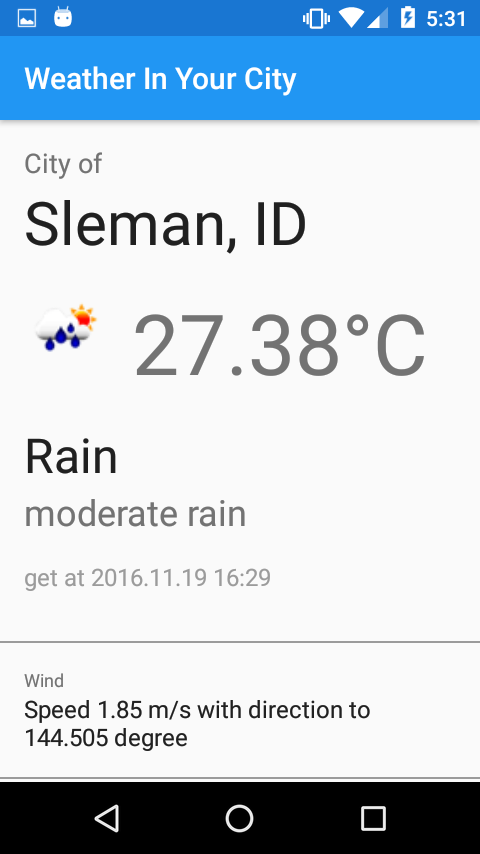 5:31
Weather In Your City
City of
Sleman, ID
27.38°C
Rain
moderate rain
get at 2016.11.19 16:29
Wind
Speed 1.85 m/s with direction to
144.505 degree